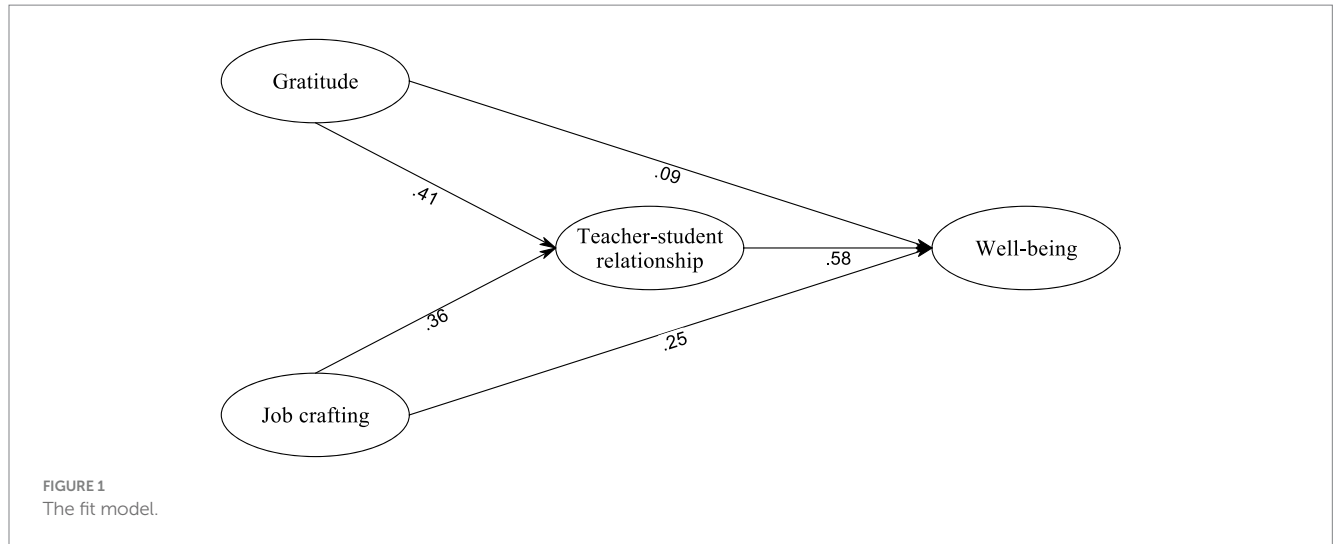 Gratitude
.09
.41
Teacher-student
relationship
.58
Well-being
.36
.25
Job crafting
FIGURE 1
The fit model.